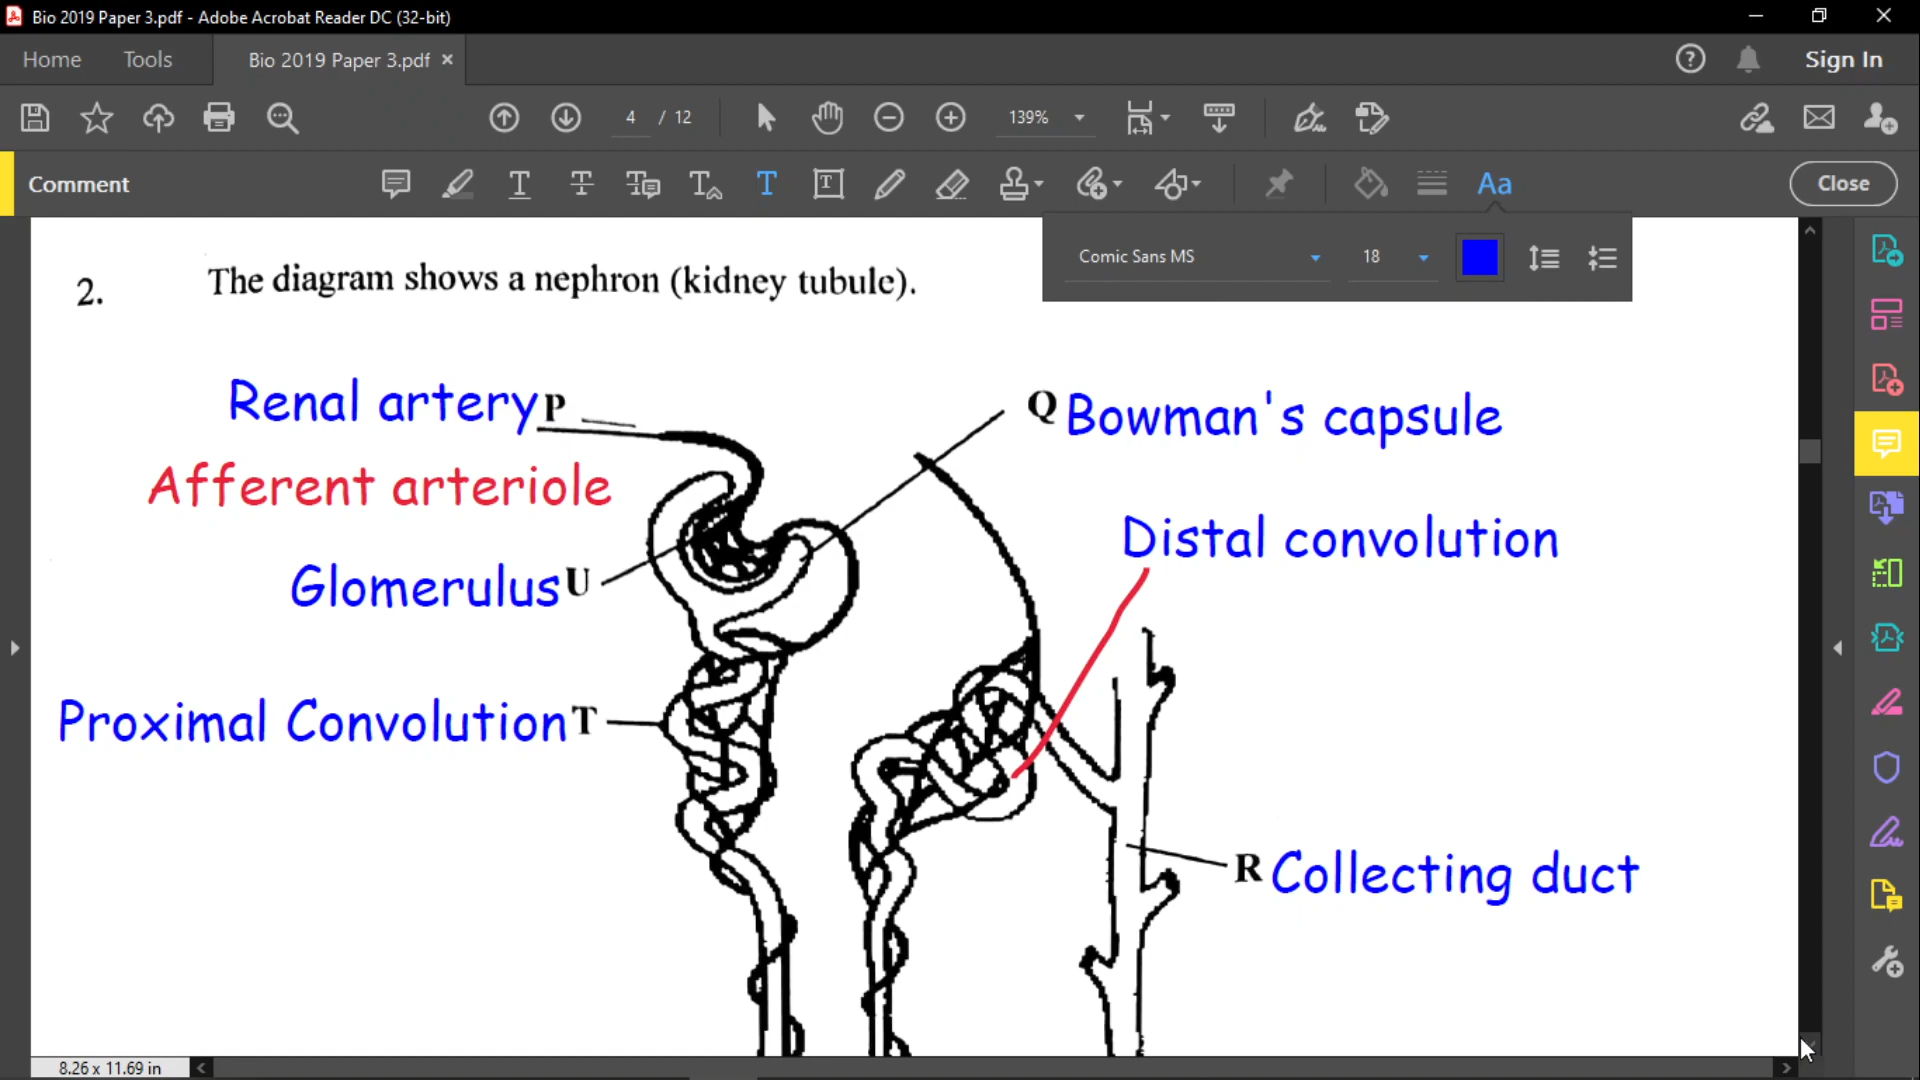 Bio 2019 Paper 3.pdf - Adobe Acrobat Reader DC (32-bit)
Home Tools Bio 2019 Paper 3.pdf × Sign In
4 / 12 139%
Comment Aa Close
Comic Sans MS 18
2. The diagram shows a nephron (kidney tubule).
Renal artery P
Q Bowman's capsule
Afferent arteriole
Distal convolution
Glomerulus U
Proximal Convolution T
R Collecting duct
8.26 x 11.69 in